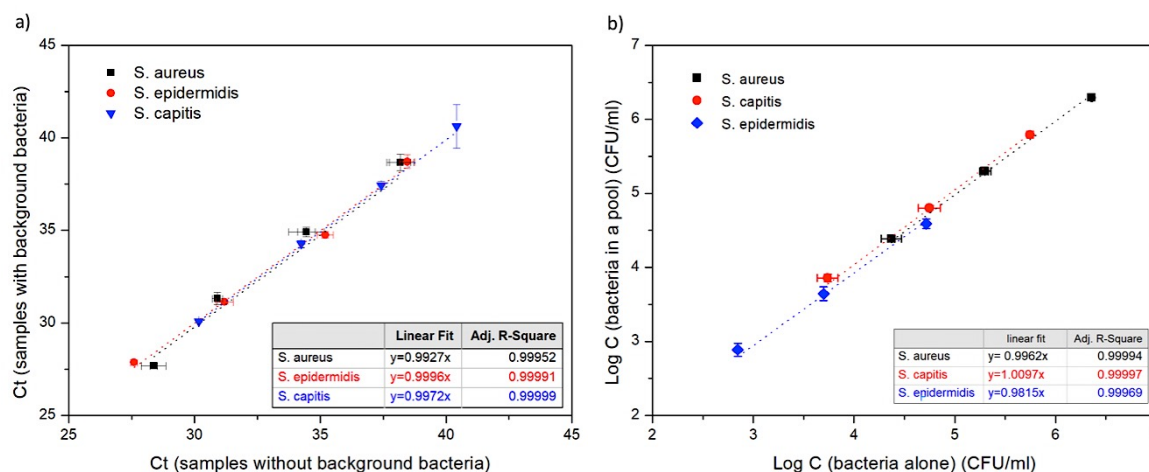 a)
45
40
35
30
25
Ct (samples with background bacteria)
S. aureus
S. epidermidis
S. capitis
Linear Fit Adj. R-Square
S. aureus y=0.9927x 0.99952
S. epidermidis y=0.9996x 0.99991
S. capitis y=0.9972x 0.99999
25 30 35 40 45
Ct (samples without background bacteria)
b)
7
6
5
4
3
2
Log C (bacteria in a pool) (CFU/ml)
S. aureus
S. capitis
S. epidermidis
linear fit Adj. R-Square
S. aureus y= 0.9962x 0.99994
S. capitis y=1.0097x 0.99997
S. epidermidis y=0.9815x 0.99969
2 3 4 5 6
Log C (bacteria alone) (CFU/ml)